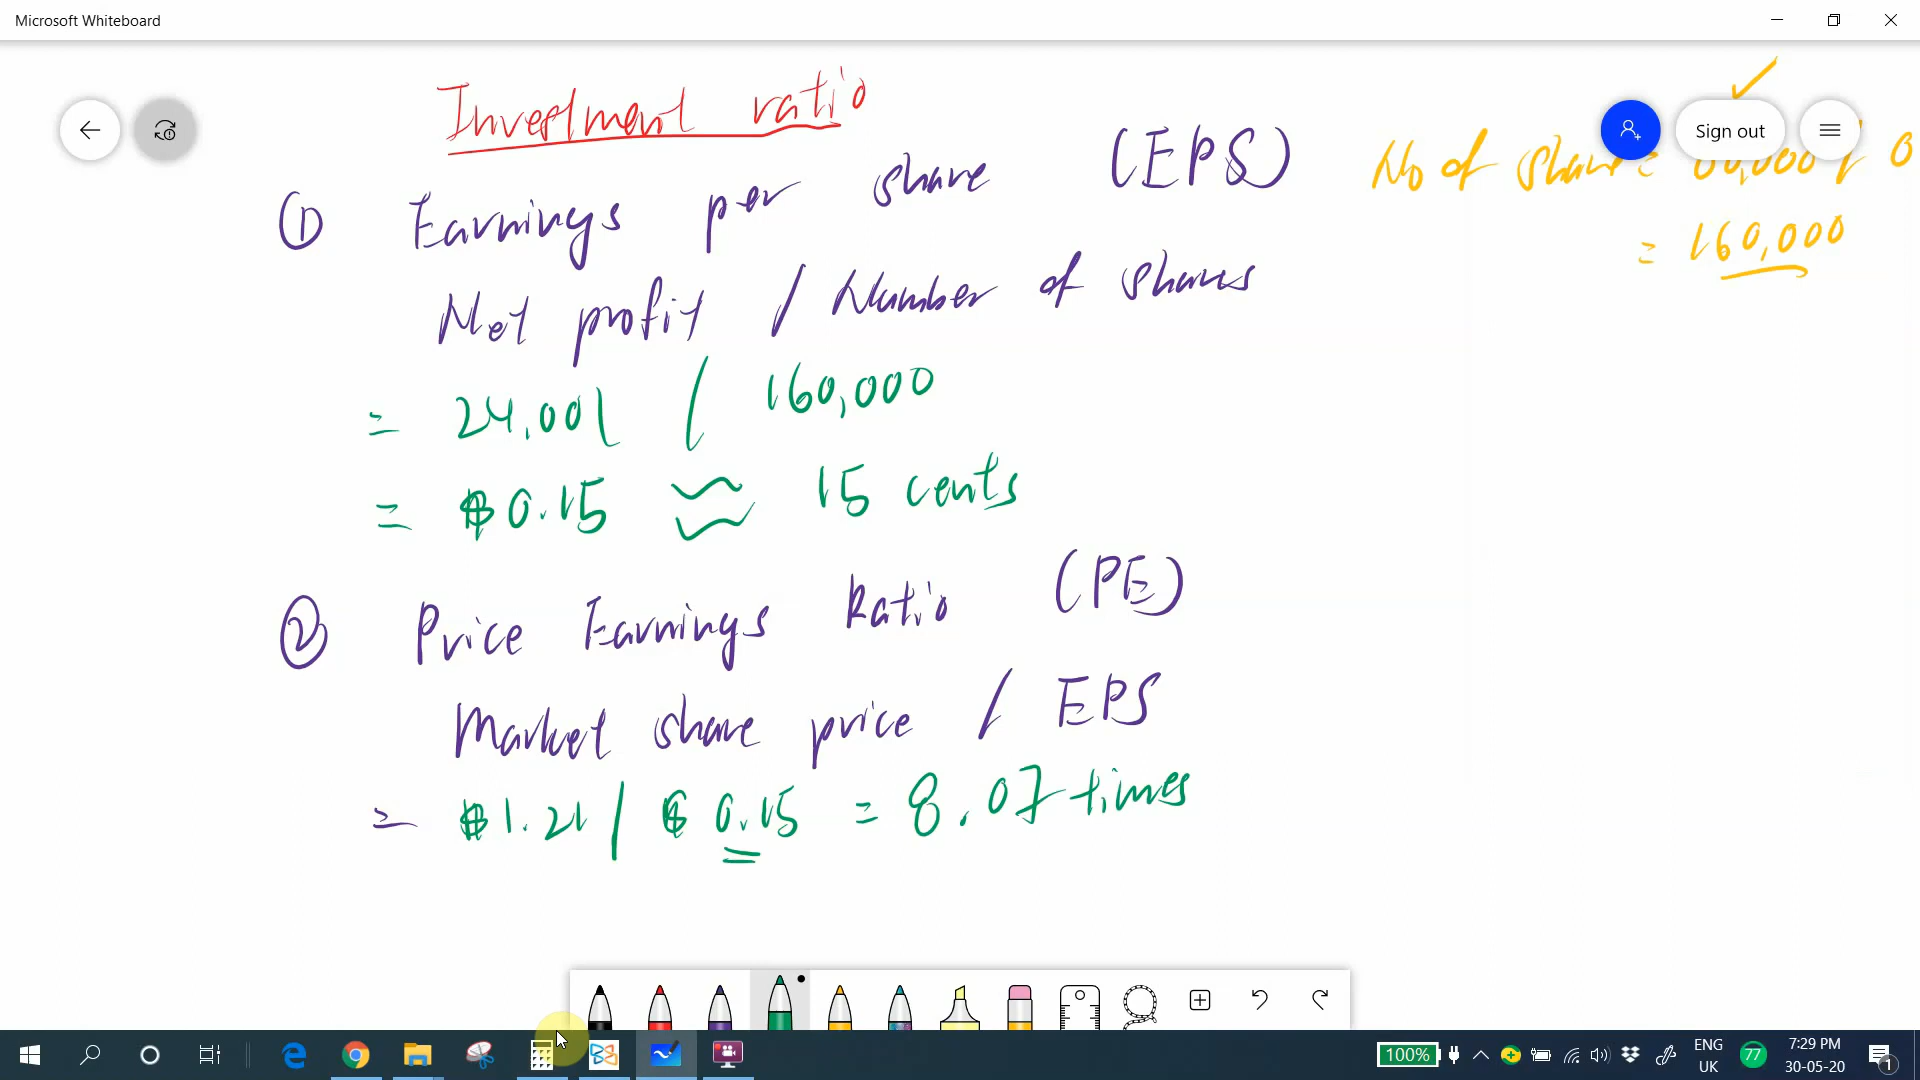 Microsoft Whiteboard
Investment ratio
Sign out
① Earnings per share (EPS)
No of share =
= 160,000
Net profit / Number of shares
= 24,001 / 160,000
= $0.15 ≈ 15 cents
② Price Earnings Ratio (PE)
Market share price / EPS
= $1.21 / $0.15 = 8.07 times
100%
ENG
UK
77
7:29 PM
30-05-20
1